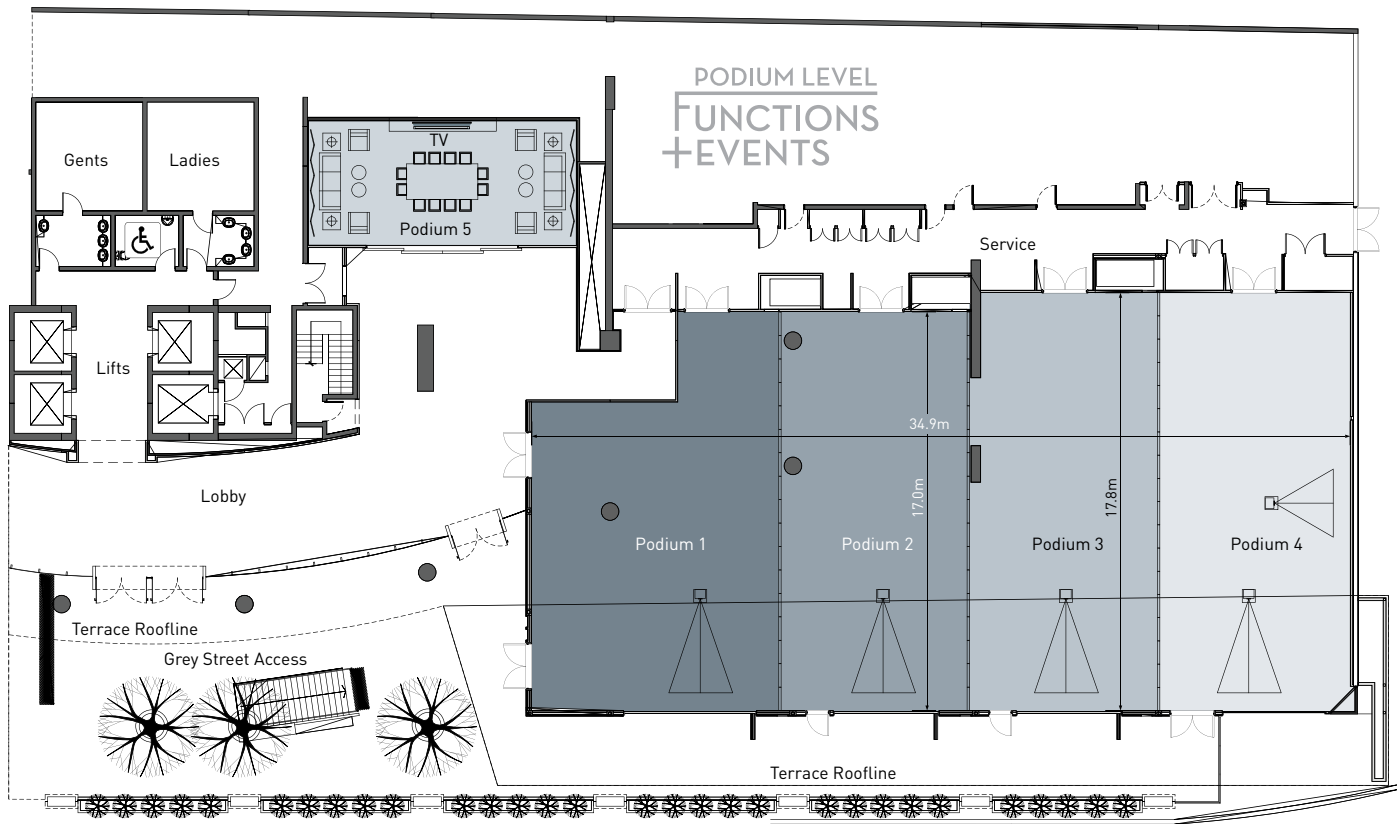 PODIUM LEVEL
FUNCTIONS
+EVENTS
Gents
Ladies
TV
Podium 5
Service
Lifts
34.9m
Lobby
17.0m
17.8m
Podium 1
Podium 2
Podium 3
Podium 4
Terrace Roofline
Grey Street Access
Terrace Roofline